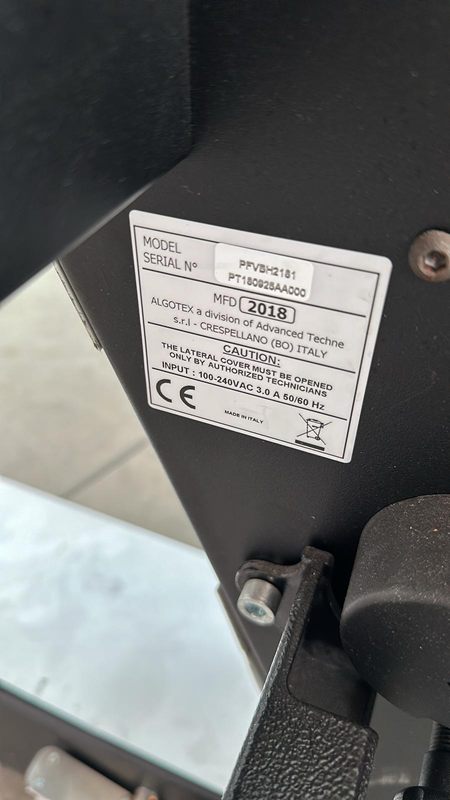 MODEL PFVBH2181
SERIAL N° PT180925AA000
MFD 2018
ALGOTEX a division of Advanced Techne
s.r.l - CRESPELLANO (BO) ITALY
CAUTION:
THE LATERAL COVER MUST BE OPENED
ONLY BY AUTHORIZED TECHNICIANS
INPUT : 100-240VAC 3.0 A 50/60 Hz
CE
MADE IN ITALY